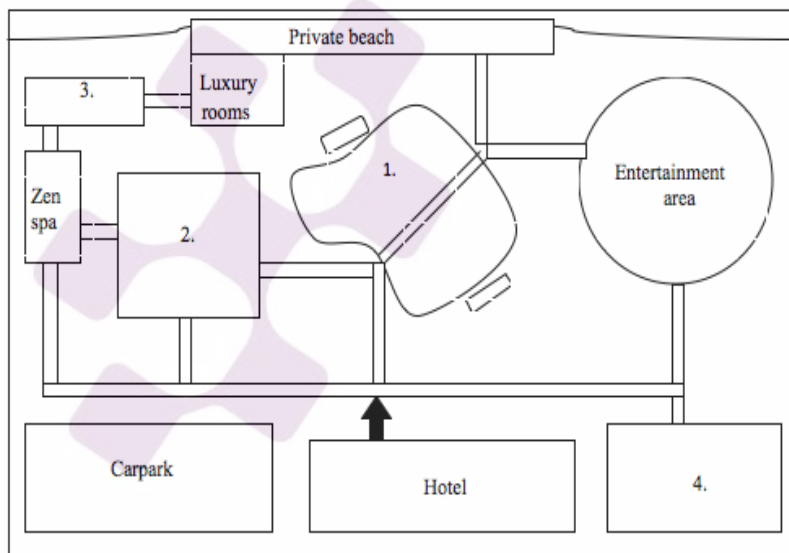 Private beach
3.
Luxury
rooms
1.
Entertainment
area
Zen
spa
2.
Carpark
Hotel
4.